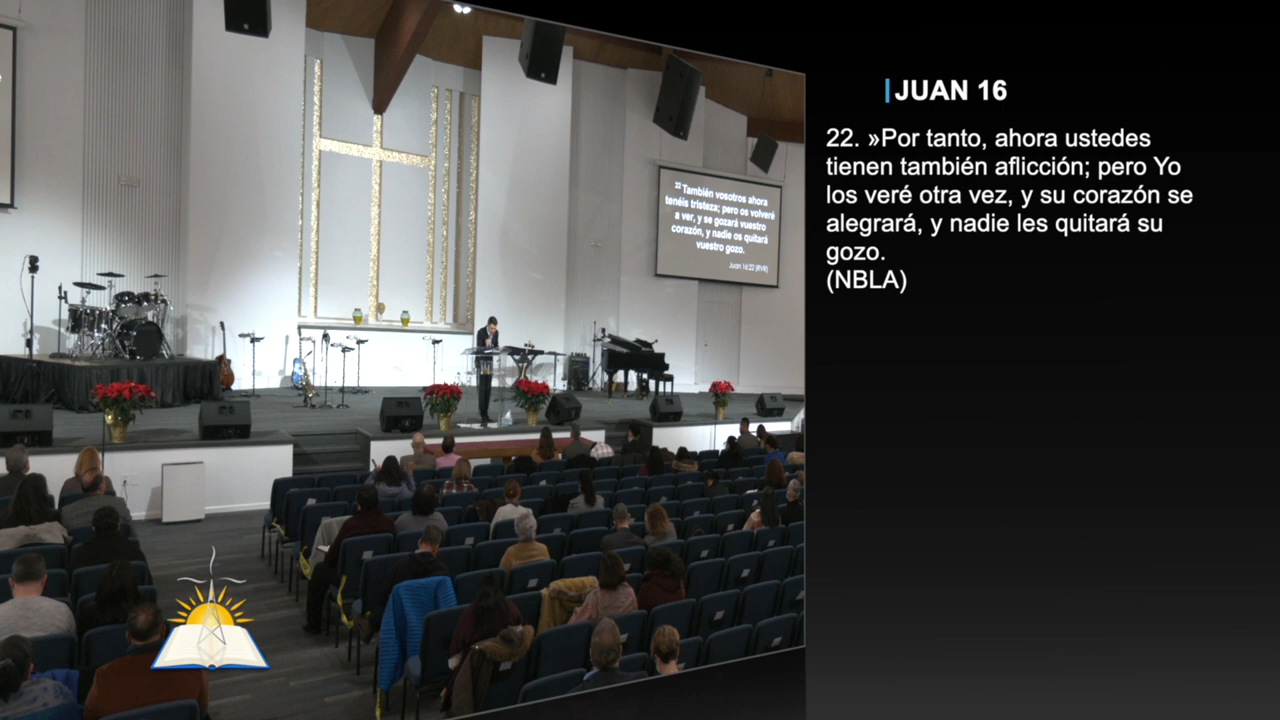 JUAN 16
22. »Por tanto, ahora ustedes
tienen también aflicción; pero Yo
los veré otra vez, y su corazón se
alegrará, y nadie les quitará su
gozo.
(NBLA)
22 También vosotros ahora
tenéis tristeza; pero os volveré
a ver, y se gozará vuestro
corazón, y nadie os quitará
vuestro gozo.
Juan 16:22 (RVR)